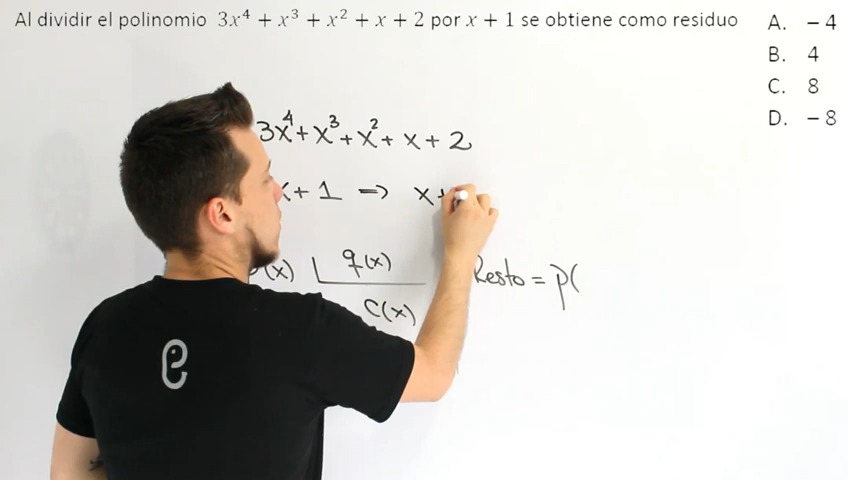 Al dividir el polinomio 3x⁴ + x³ + x² + x + 2 por x + 1 se obtiene como residuo
A. − 4
B. 4
C. 8
D. − 8
3x⁴+x³+x²+x+2
x+1 ⇒ x+
(x) q(x)
C(x)
Resto = p(